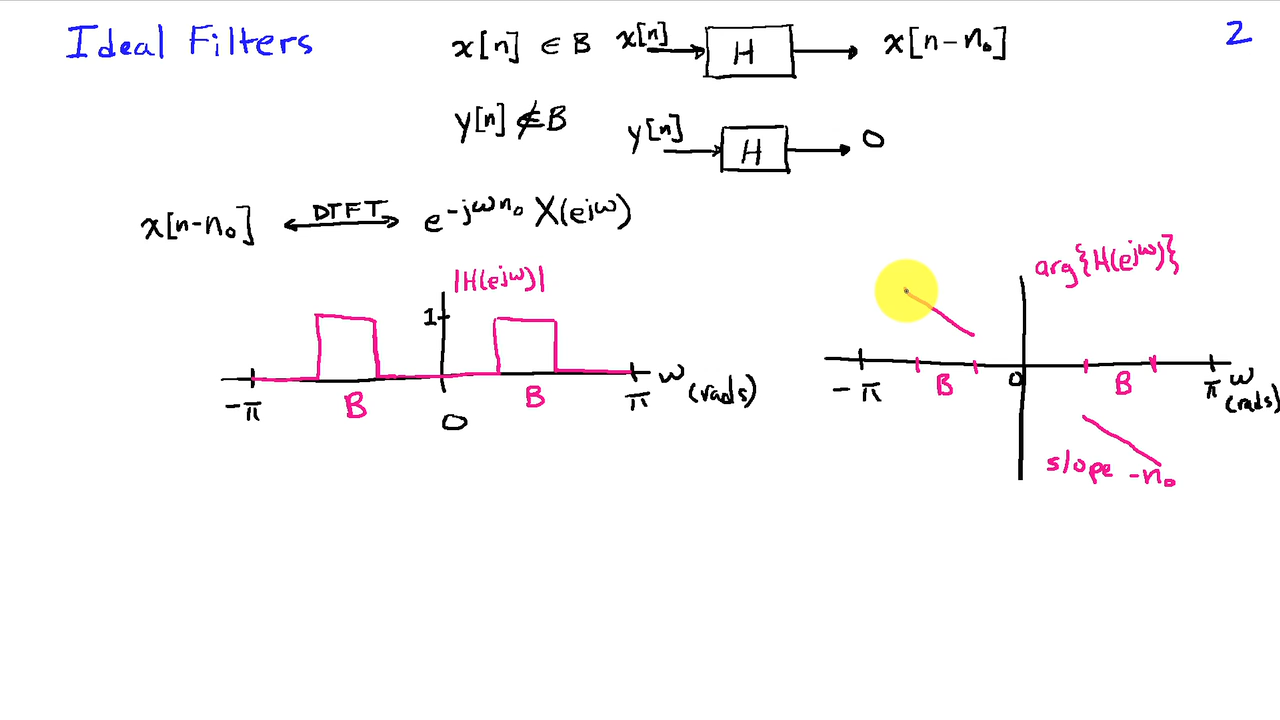 Ideal Filters
x[n] ∈ B x[n] H x[n-n₀]
2
y[n] ∉ B y[n] H 0
x[n-n₀] DTFT e^-jωn₀ X(e^jω)
|H(e^jω)|
1
-π B 0 B π ω (rads)
arg{H(e^jω)}
-π B 0 B π ω (rads)
slope -n₀